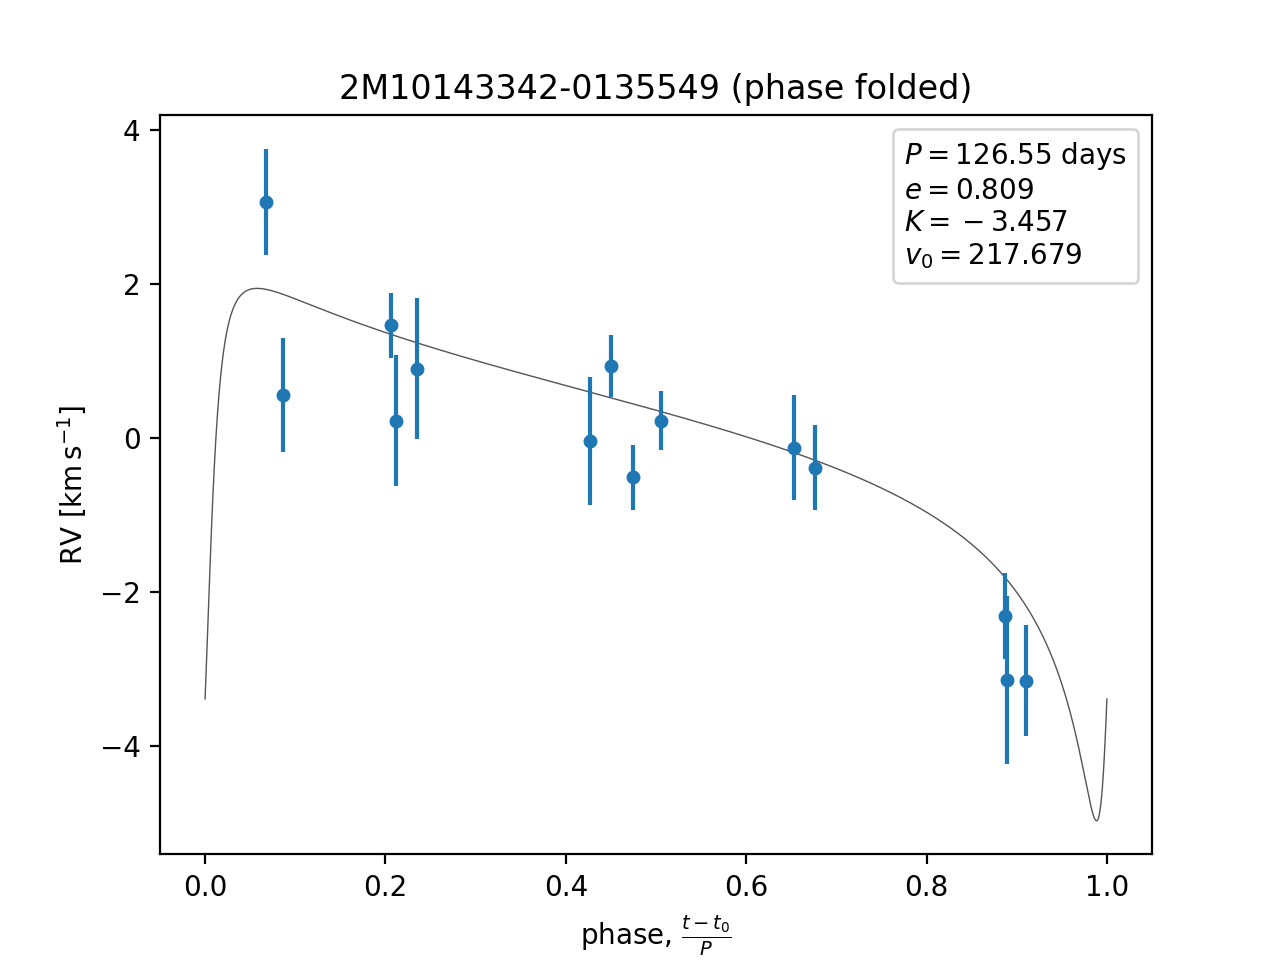 2M10143342-0135549 (phase folded)
P = 126.55 days
e = 0.809
K = −3.457
v₀ = 217.679
RV [km s⁻¹]
4
2
0
−2
−4
0.0 0.2 0.4 0.6 0.8 1.0
phase, (t − t₀)/P